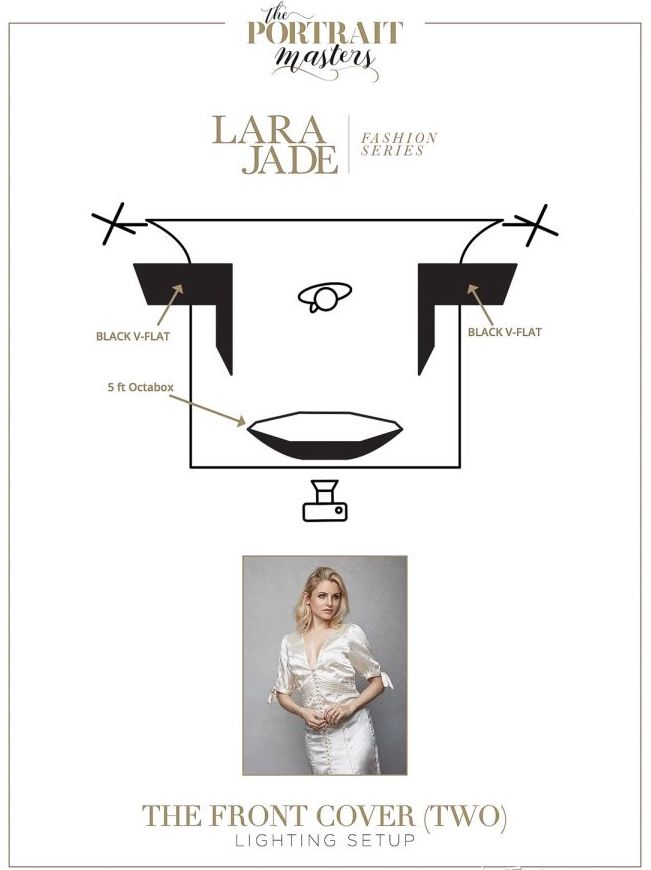 the
PORTRAIT
masters
LARA
JADE
FASHION
SERIES
BLACK V-FLAT
BLACK V-FLAT
5 ft Octabox
THE FRONT COVER (TWO)
LIGHTING SETUP